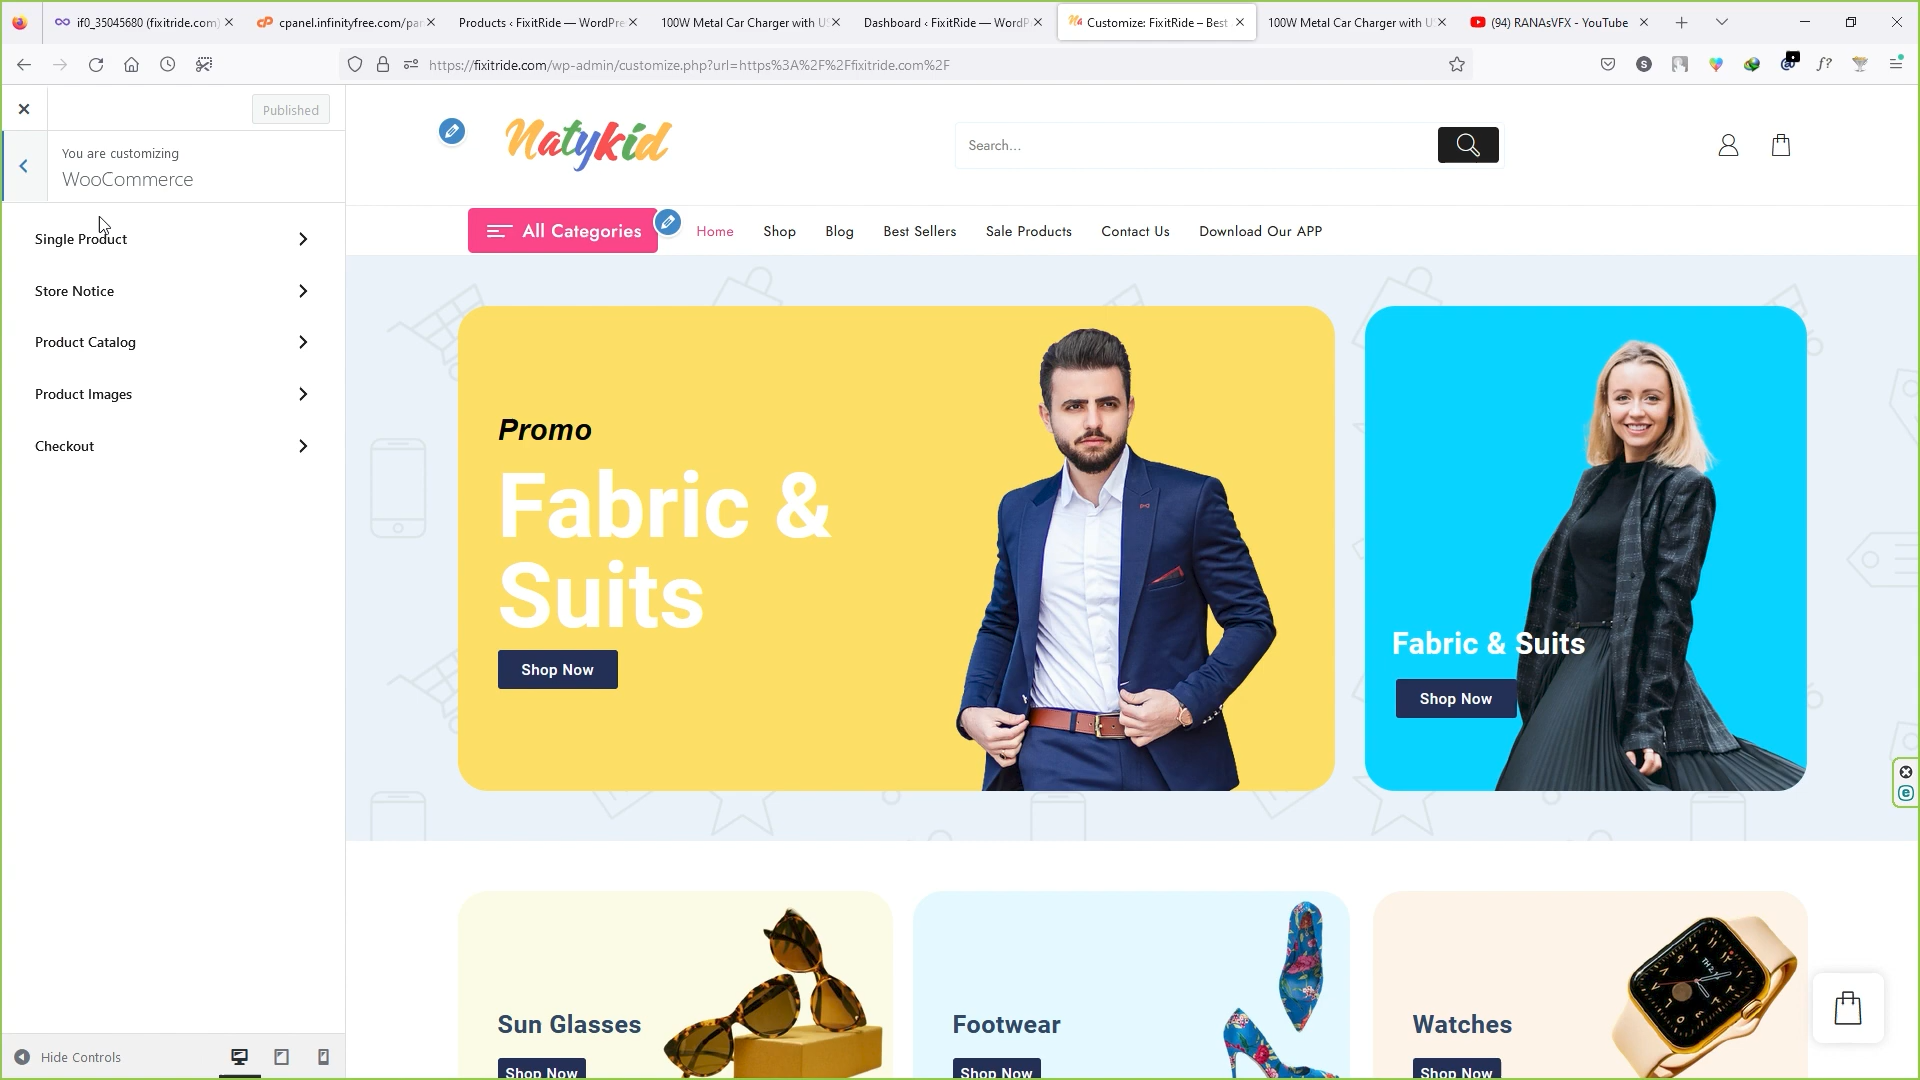 if0_35045680 (fixitride.com)
cpanel.infinityfree.com/pa
Products ‹ FixitRide — WordPre
100W Metal Car Charger with U
Dashboard ‹ FixitRide — WordP
Customize: FixitRide – Best
100W Metal Car Charger with U
(94) RANAsVFX - YouTube
https://fixitride.com/wp-admin/customize.php?url=https%3A%2F%2Ffixitride.com%2F
Published
You are customizing
WooCommerce
Single Product
Store Notice
Product Catalog
Product Images
Checkout
Hide Controls
Natykid
Search...
All Categories
Home
Shop
Blog
Best Sellers
Sale Products
Contact Us
Download Our APP
Promo
Fabric &
Suits
Shop Now
Fabric & Suits
Shop Now
Sun Glasses
Shop Now
Footwear
Shop Now
Watches
Shop Now